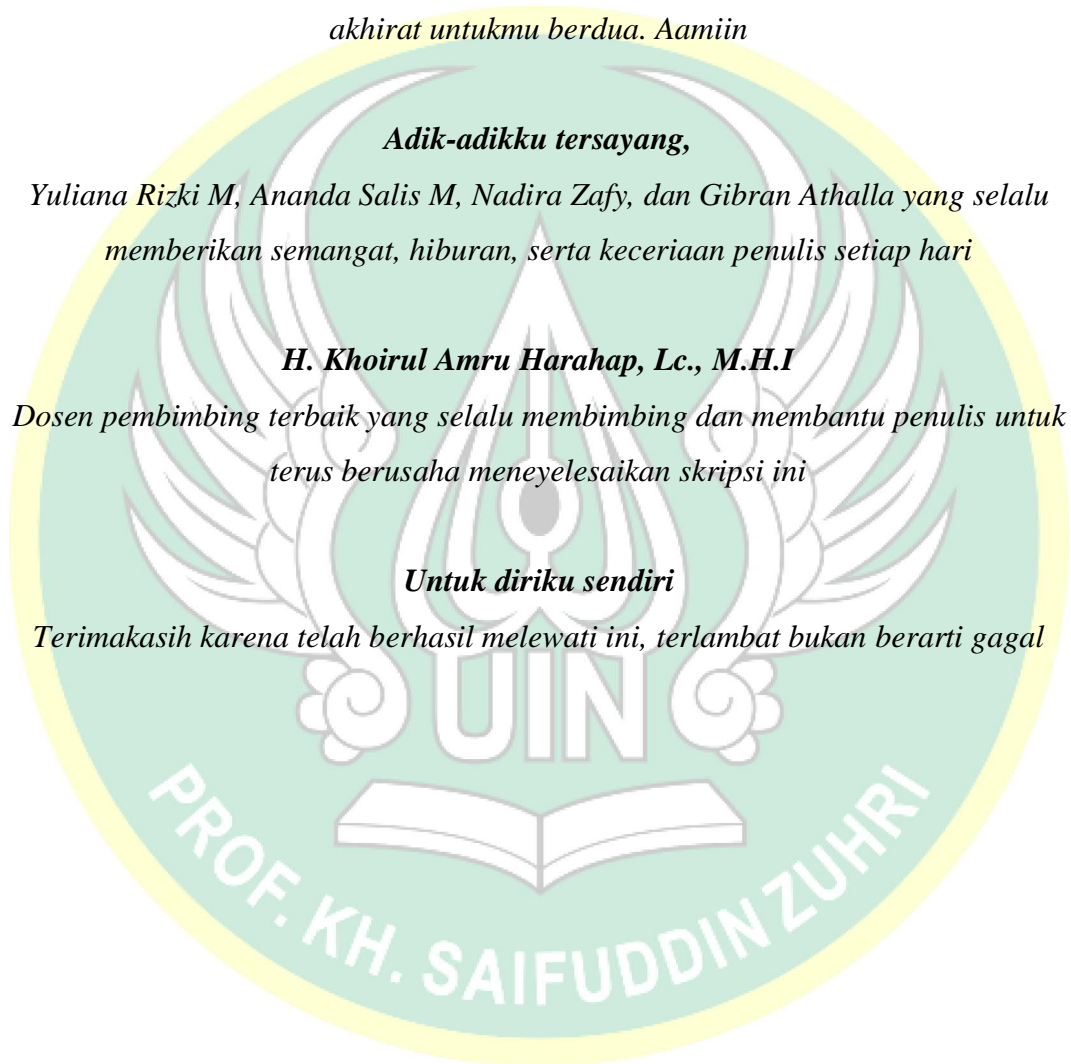 akhirat untukmu berdua. Aamiin
Adik-adikku tersayang,
Yuliana Rizki M, Ananda Salis M, Nadira Zafy, dan Gibran Athalla yang selalu
memberikan semangat, hiburan, serta keceriaan penulis setiap hari
H. Khoirul Amru Harahap, Lc., M.H.I
Dosen pembimbing terbaik yang selalu membimbing dan membantu penulis untuk
terus berusaha meneyelesaikan skripsi ini
Untuk diriku sendiri
Terimakasih karena telah berhasil melewati ini, terlambat bukan berarti gagal
UIN
PROF. KH. SAIFUDDIN ZUHRI